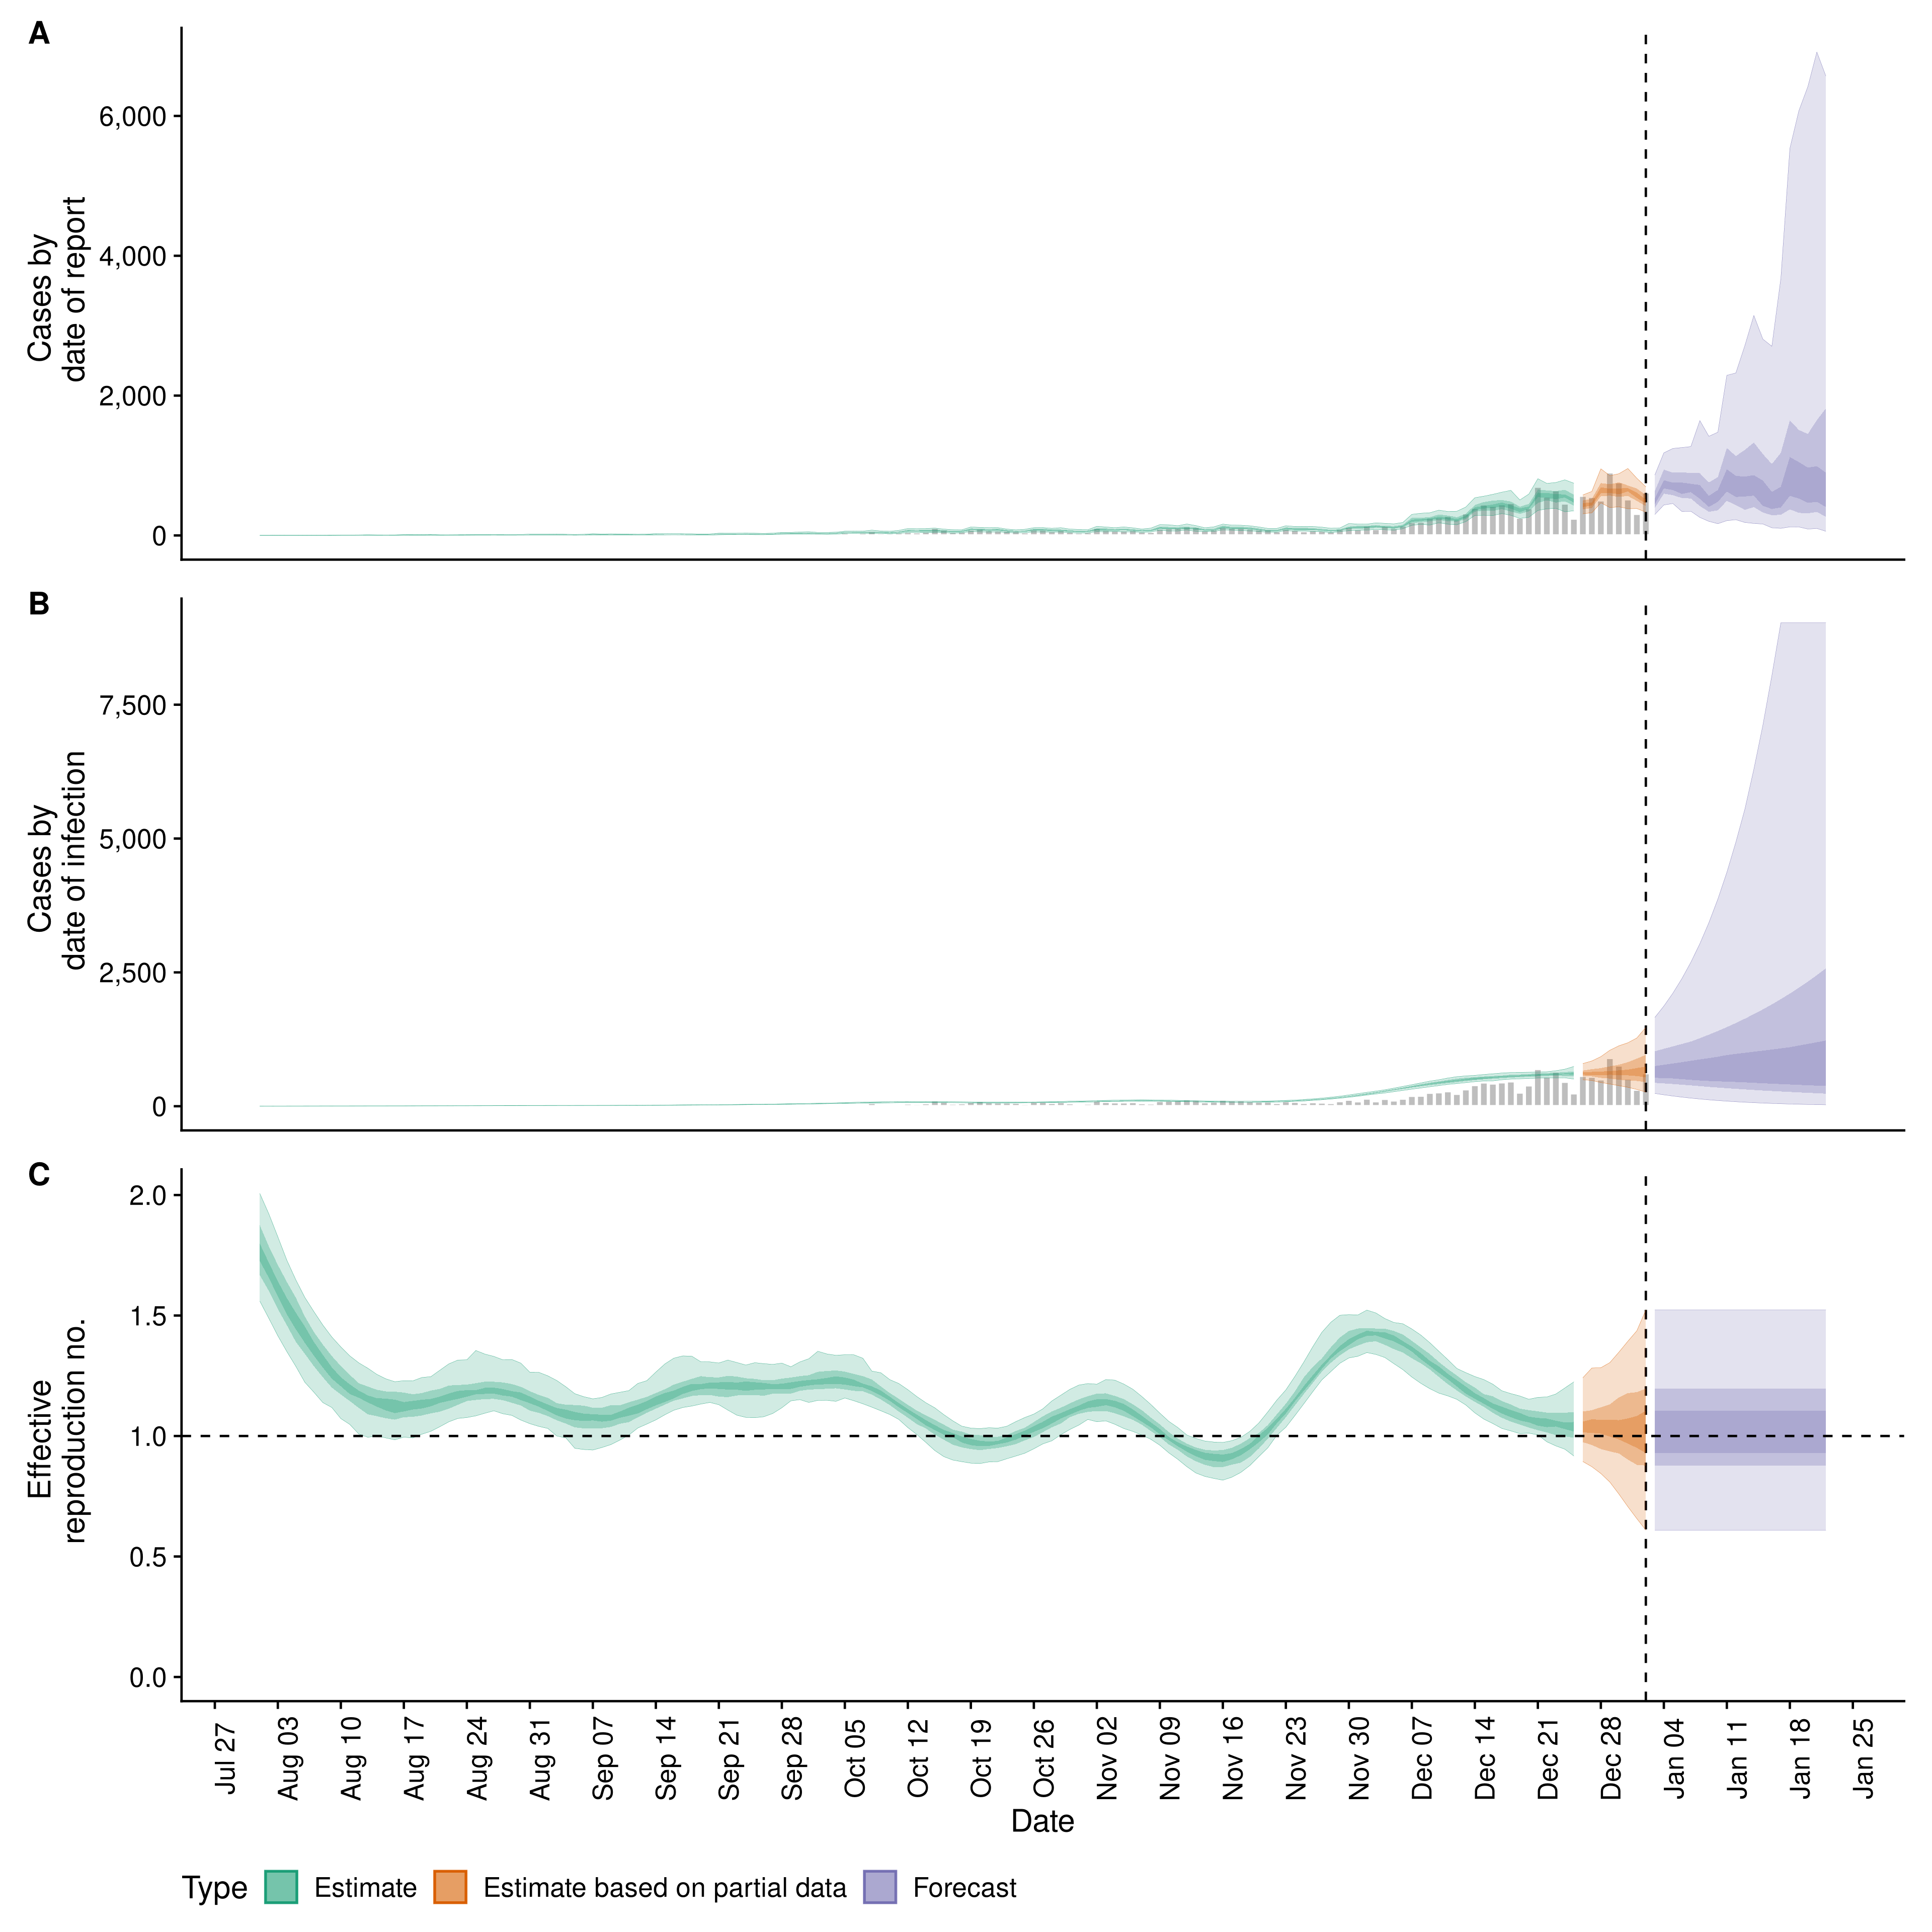 A
Cases by
date of report
6,000
4,000
2,000
0
B
Cases by
date of infection
7,500
5,000
2,500
0
C
Effective
reproduction no.
2.0
1.5
1.0
0.5
0.0
Jul 27
Aug 03
Aug 10
Aug 17
Aug 24
Aug 31
Sep 07
Sep 14
Sep 21
Sep 28
Oct 05
Oct 12
Oct 19
Oct 26
Nov 02
Nov 09
Nov 16
Nov 23
Nov 30
Dec 07
Dec 14
Dec 21
Dec 28
Jan 04
Jan 11
Jan 18
Jan 25
Date
Type Estimate Estimate based on partial data Forecast